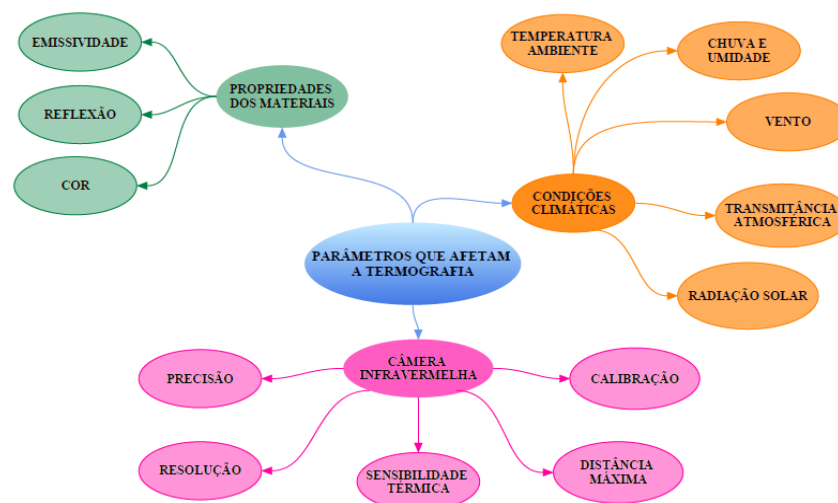 EMISSIVIDADE
REFLEXÃO
COR
PROPRIEDADES
DOS MATERIAIS
TEMPERATURA
AMBIENTE
CHUVA E
UMIDADE
VENTO
CONDIÇÕES
CLIMÁTICAS
TRANSMITÂNCIA
ATMOSFÉRICA
RADIAÇÃO SOLAR
PARÂMETROS QUE AFETAM
A TERMOGRAFIA
CÂMERA
INFRAVERMELHA
PRECISÃO
CALIBRAÇÃO
RESOLUÇÃO
SENSIBILIDADE
TÉRMICA
DISTÂNCIA
MÁXIMA